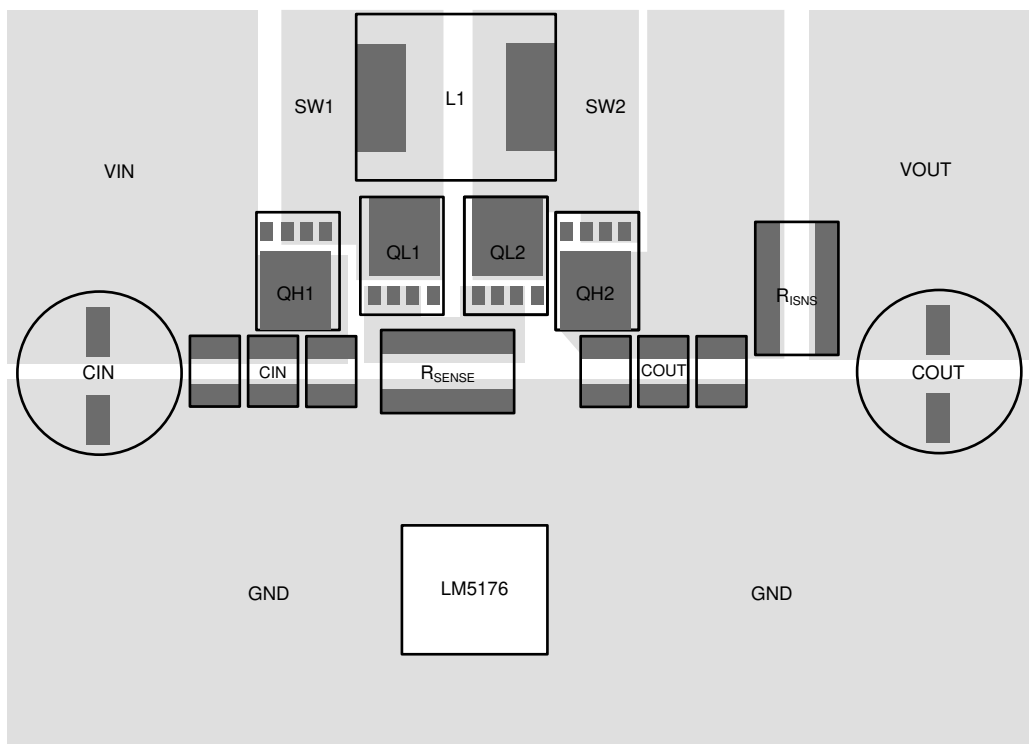 L1
SW1
SW2
VIN
VOUT
QL1
QL2
QH1
QH2
RISNS
CIN
CIN
RSENSE
COUT
COUT
LM5176
GND
GND